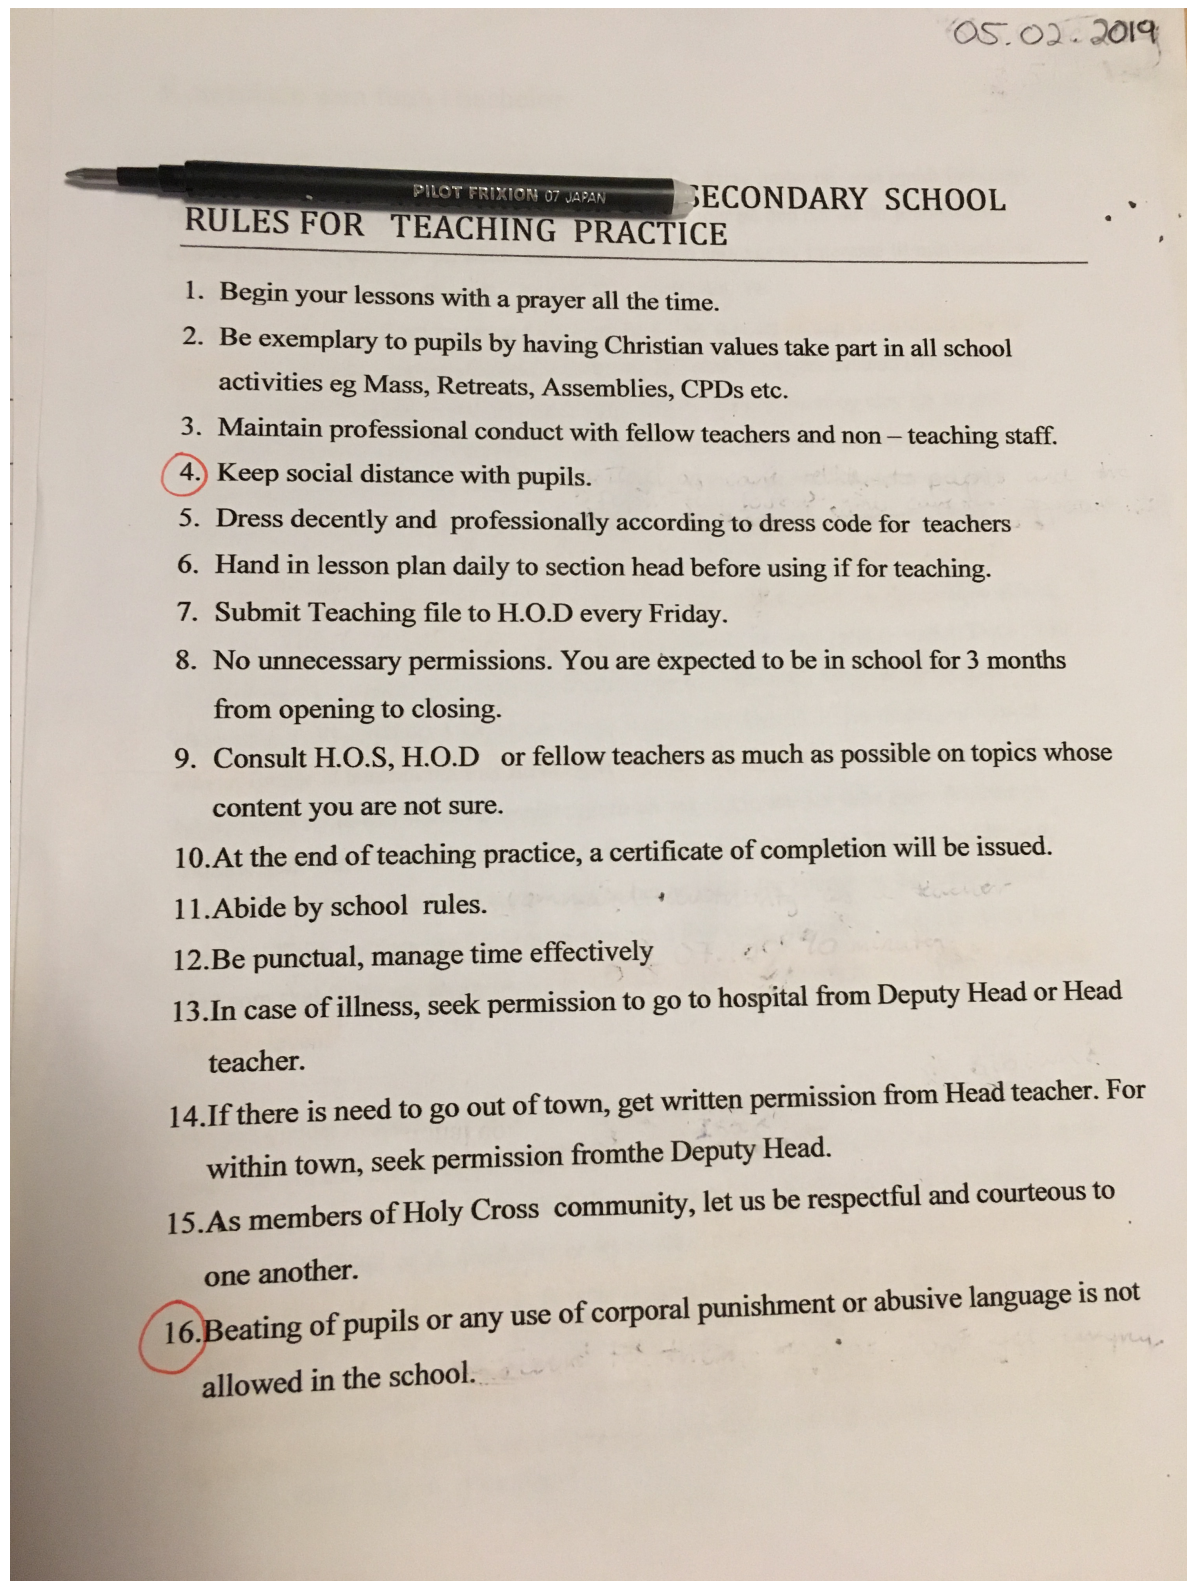 05.02.2019
PILOT FRIXION 07 JAPAN
SECONDARY SCHOOL
RULES FOR TEACHING PRACTICE
1. Begin your lessons with a prayer all the time.
2. Be exemplary to pupils by having Christian values take part in all school
activities eg Mass, Retreats, Assemblies, CPDs etc.
3. Maintain professional conduct with fellow teachers and non – teaching staff.
4. Keep social distance with pupils.
5. Dress decently and professionally according to dress code for teachers
6. Hand in lesson plan daily to section head before using if for teaching.
7. Submit Teaching file to H.O.D every Friday.
8. No unnecessary permissions. You are expected to be in school for 3 months
from opening to closing.
9. Consult H.O.S, H.O.D or fellow teachers as much as possible on topics whose
content you are not sure.
10.At the end of teaching practice, a certificate of completion will be issued.
11.Abide by school rules.
12.Be punctual, manage time effectively
13.In case of illness, seek permission to go to hospital from Deputy Head or Head
teacher.
14.If there is need to go out of town, get written permission from Head teacher. For
within town, seek permission fromthe Deputy Head.
15.As members of Holy Cross community, let us be respectful and courteous to
one another.
16.Beating of pupils or any use of corporal punishment or abusive language is not
allowed in the school.